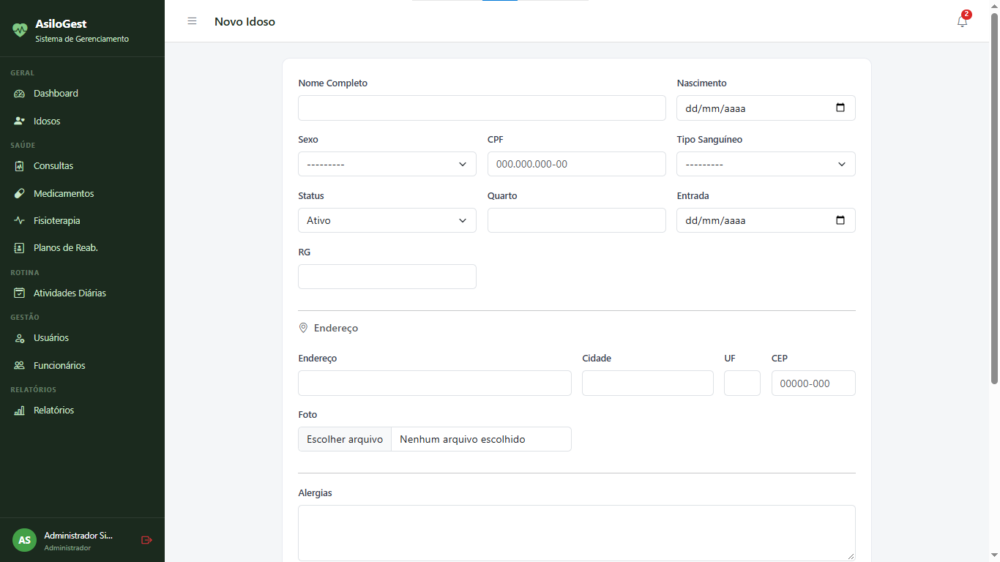 AsiloGest
Sistema de Gerenciamento
GERAL
Dashboard
Idosos
SAÚDE
Consultas
Medicamentos
Fisioterapia
Planos de Reab.
ROTINA
Atividades Diárias
GESTÃO
Usuários
Funcionários
RELATÓRIOS
Relatórios
AS
Administrador Si...
Administrador
Novo Idoso
2
Nome Completo Nascimento
dd/mm/aaaa
Sexo CPF Tipo Sanguíneo
--------- 000.000.000-00 ---------
Status Quarto Entrada
Ativo dd/mm/aaaa
RG
Endereço
Endereço Cidade UF CEP
00000-000
Foto
Escolher arquivo Nenhum arquivo escolhido
Alergias